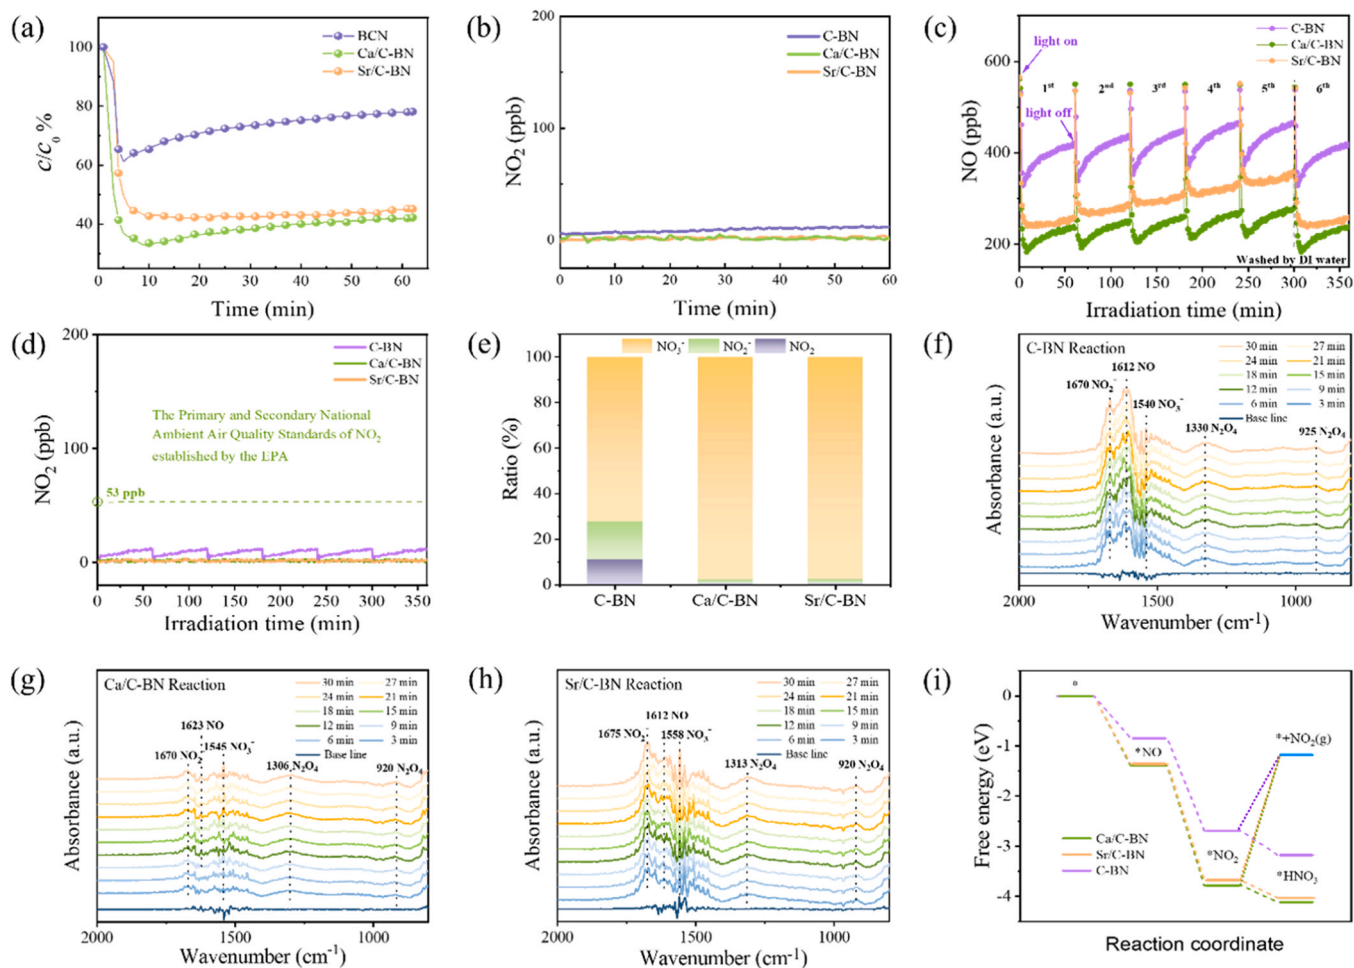 (a)
BCN
Ca/C-BN
Sr/C-BN
c/c₀ %
100
80
60
40
0 10 20 30 40 50 60
Time (min)
(b)
C-BN
Ca/C-BN
Sr/C-BN
NO₂ (ppb)
200
100
0
0 10 20 30 40 50 60
Time (min)
(c)
C-BN
Ca/C-BN
Sr/C-BN
light on
light off
1ˢᵗ 2ⁿᵈ 3ʳᵈ 4ᵗʰ 5ᵗʰ 6ᵗʰ
NO (ppb)
600
400
200
Washed by DI water
0 50 100 150 200 250 300 350
Irradiation time (min)
(d)
C-BN
Ca/C-BN
Sr/C-BN
NO₂ (ppb)
200
100
0
The Primary and Secondary National
Ambient Air Quality Standards of NO₂
established by the EPA
53 ppb
0 50 100 150 200 250 300 350
Irradiation time (min)
(e)
NO₃⁻ NO₂⁻ NO₂
Ratio (%)
100
80
60
40
20
0
C-BN Ca/C-BN Sr/C-BN
(f)
C-BN Reaction
30 min 27 min
24 min 21 min
18 min 15 min
12 min 9 min
6 min 3 min
Base line
1612 NO
1670 NO₂⁻
1540 NO₃⁻
1330 N₂O₄
925 N₂O₄
Absorbance (a.u.)
2000 1500 1000
Wavenumber (cm⁻¹)
(g)
Ca/C-BN Reaction
30 min 27 min
24 min 21 min
18 min 15 min
12 min 9 min
6 min 3 min
Base line
1623 NO
1670 NO₂⁻
1545 NO₃⁻
1306 N₂O₄
920 N₂O₄
Absorbance (a.u.)
2000 1500 1000
Wavenumber (cm⁻¹)
(h)
Sr/C-BN Reaction
30 min 27 min
24 min 21 min
18 min 15 min
12 min 9 min
6 min 3 min
Base line
1612 NO
1675 NO₂⁻
1558 NO₃⁻
1313 N₂O₄
920 N₂O₄
Absorbance (a.u.)
2000 1500 1000
Wavenumber (cm⁻¹)
(i)
Free energy (eV)
0
-1
-2
-3
-4
*
*NO
*+NO₂(g)
*NO₂
*HNO₃
Ca/C-BN
Sr/C-BN
C-BN
Reaction coordinate